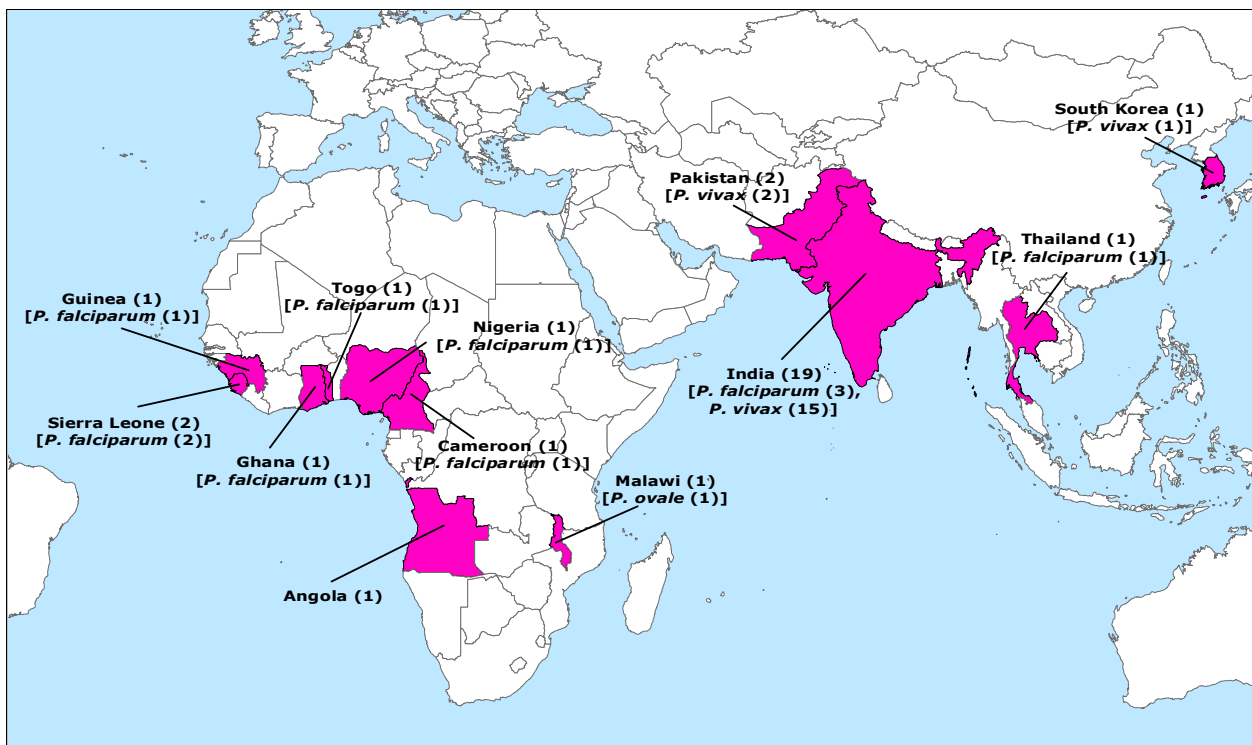 South Korea (1)
[P. vivax (1)]
Pakistan (2)
[P. vivax (2)]
Thailand (1)
[P. falciparum (1)]
Guinea (1)
[P. falciparum (1)]
Togo (1)
[P. falciparum (1)]
Nigeria (1)
[P. falciparum (1)]
India (19)
[P. falciparum (3),
P. vivax (15)]
Sierra Leone (2)
[P. falciparum (2)]
Ghana (1)
[P. falciparum (1)]
Cameroon (1)
[P. falciparum (1)]
Malawi (1)
[P. ovale (1)]
Angola (1)